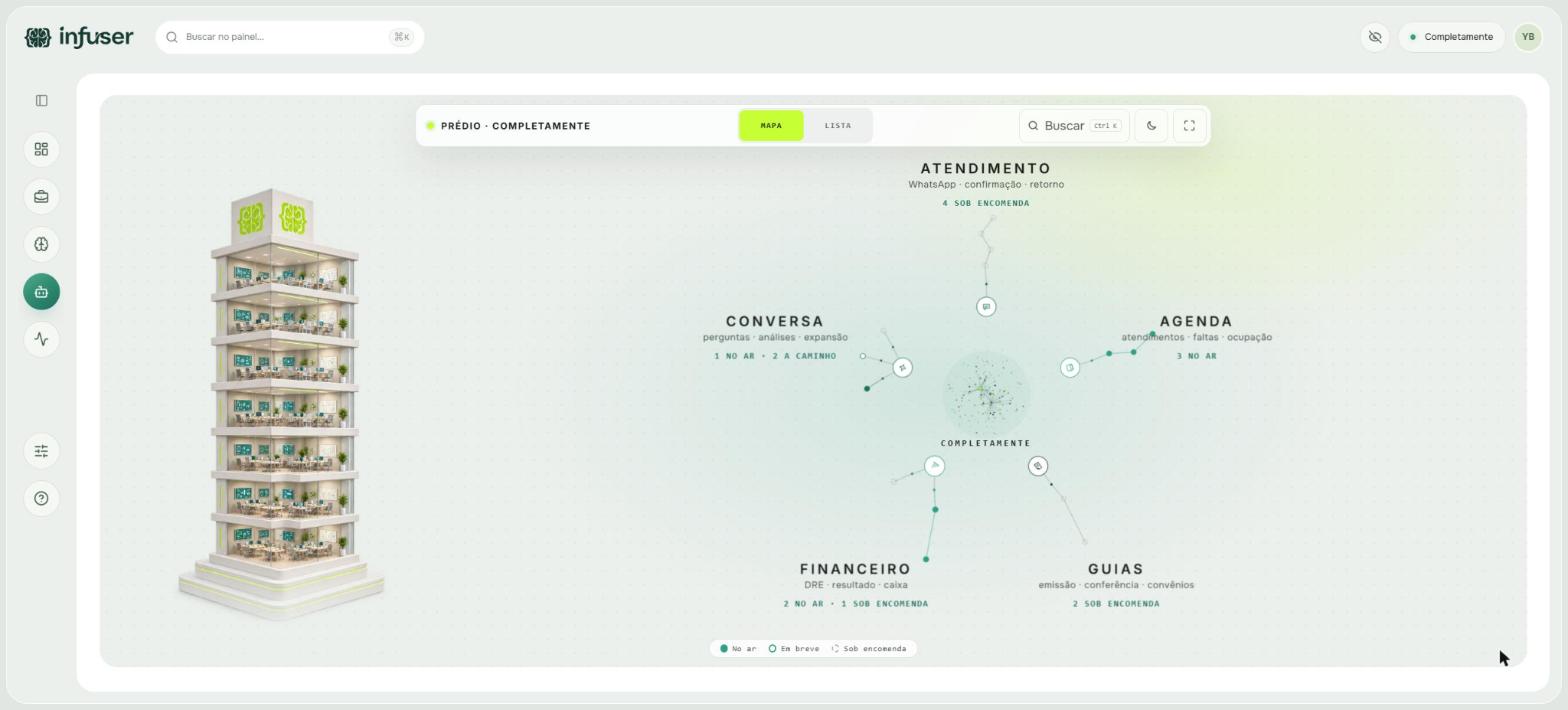 infuser
Buscar no painel...
⌘K
Completamente
YB
PRÉDIO · COMPLETAMENTE
MAPA
LISTA
Buscar
Ctrl K
ATENDIMENTO
WhatsApp · confirmação · retorno
4 SOB ENCOMENDA
CONVERSA
perguntas · análises · expansão
1 NO AR · 2 A CAMINHO
AGENDA
atendimentos · faltas · ocupação
3 NO AR
COMPLETAMENTE
FINANCEIRO
DRE · resultado · caixa
2 NO AR · 1 SOB ENCOMENDA
GUIAS
emissão · conferência · convênios
2 SOB ENCOMENDA
No ar
Em breve
Sob encomenda